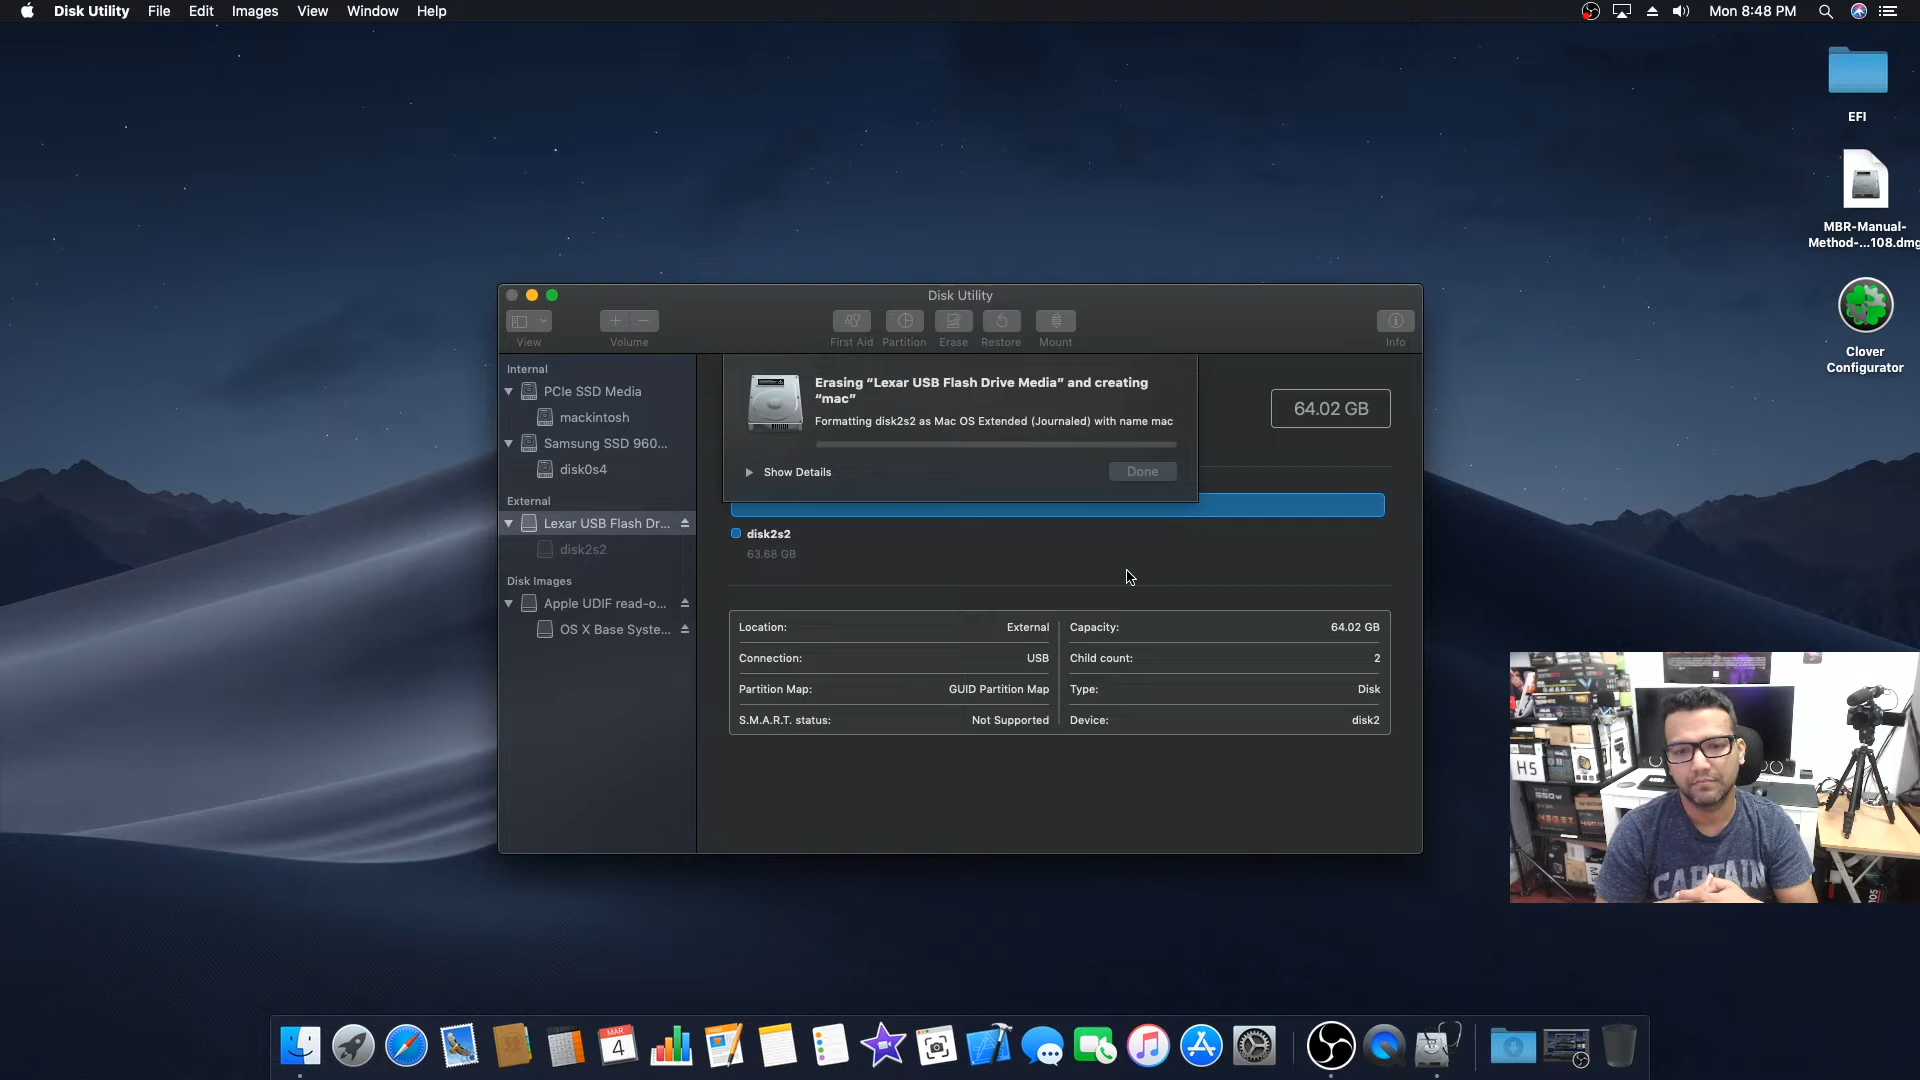 Disk Utility File Edit Images View Window Help
Mon 8:48 PM
EFI
MBR-Manual-
Method-...108.dmg
Clover
Configurator
Disk Utility
View
Volume
First Aid
Partition
Erase
Restore
Mount
Info
Internal
PCIe SSD Media
mackintosh
Samsung SSD 960...
disk0s4
External
Lexar USB Flash Dr...
disk2s2
Disk Images
Apple UDIF read-o...
OS X Base Syste...
Erasing “Lexar USB Flash Drive Media” and creating
“mac”
Formatting disk2s2 as Mac OS Extended (Journaled) with name mac
Show Details
Done
64.02 GB
disk2s2
63.68 GB
Location: External
Capacity: 64.02 GB
Connection: USB
Child count: 2
Partition Map: GUID Partition Map
Type: Disk
S.M.A.R.T. status: Not Supported
Device: disk2
H5
CAPTAIN
MAR
4